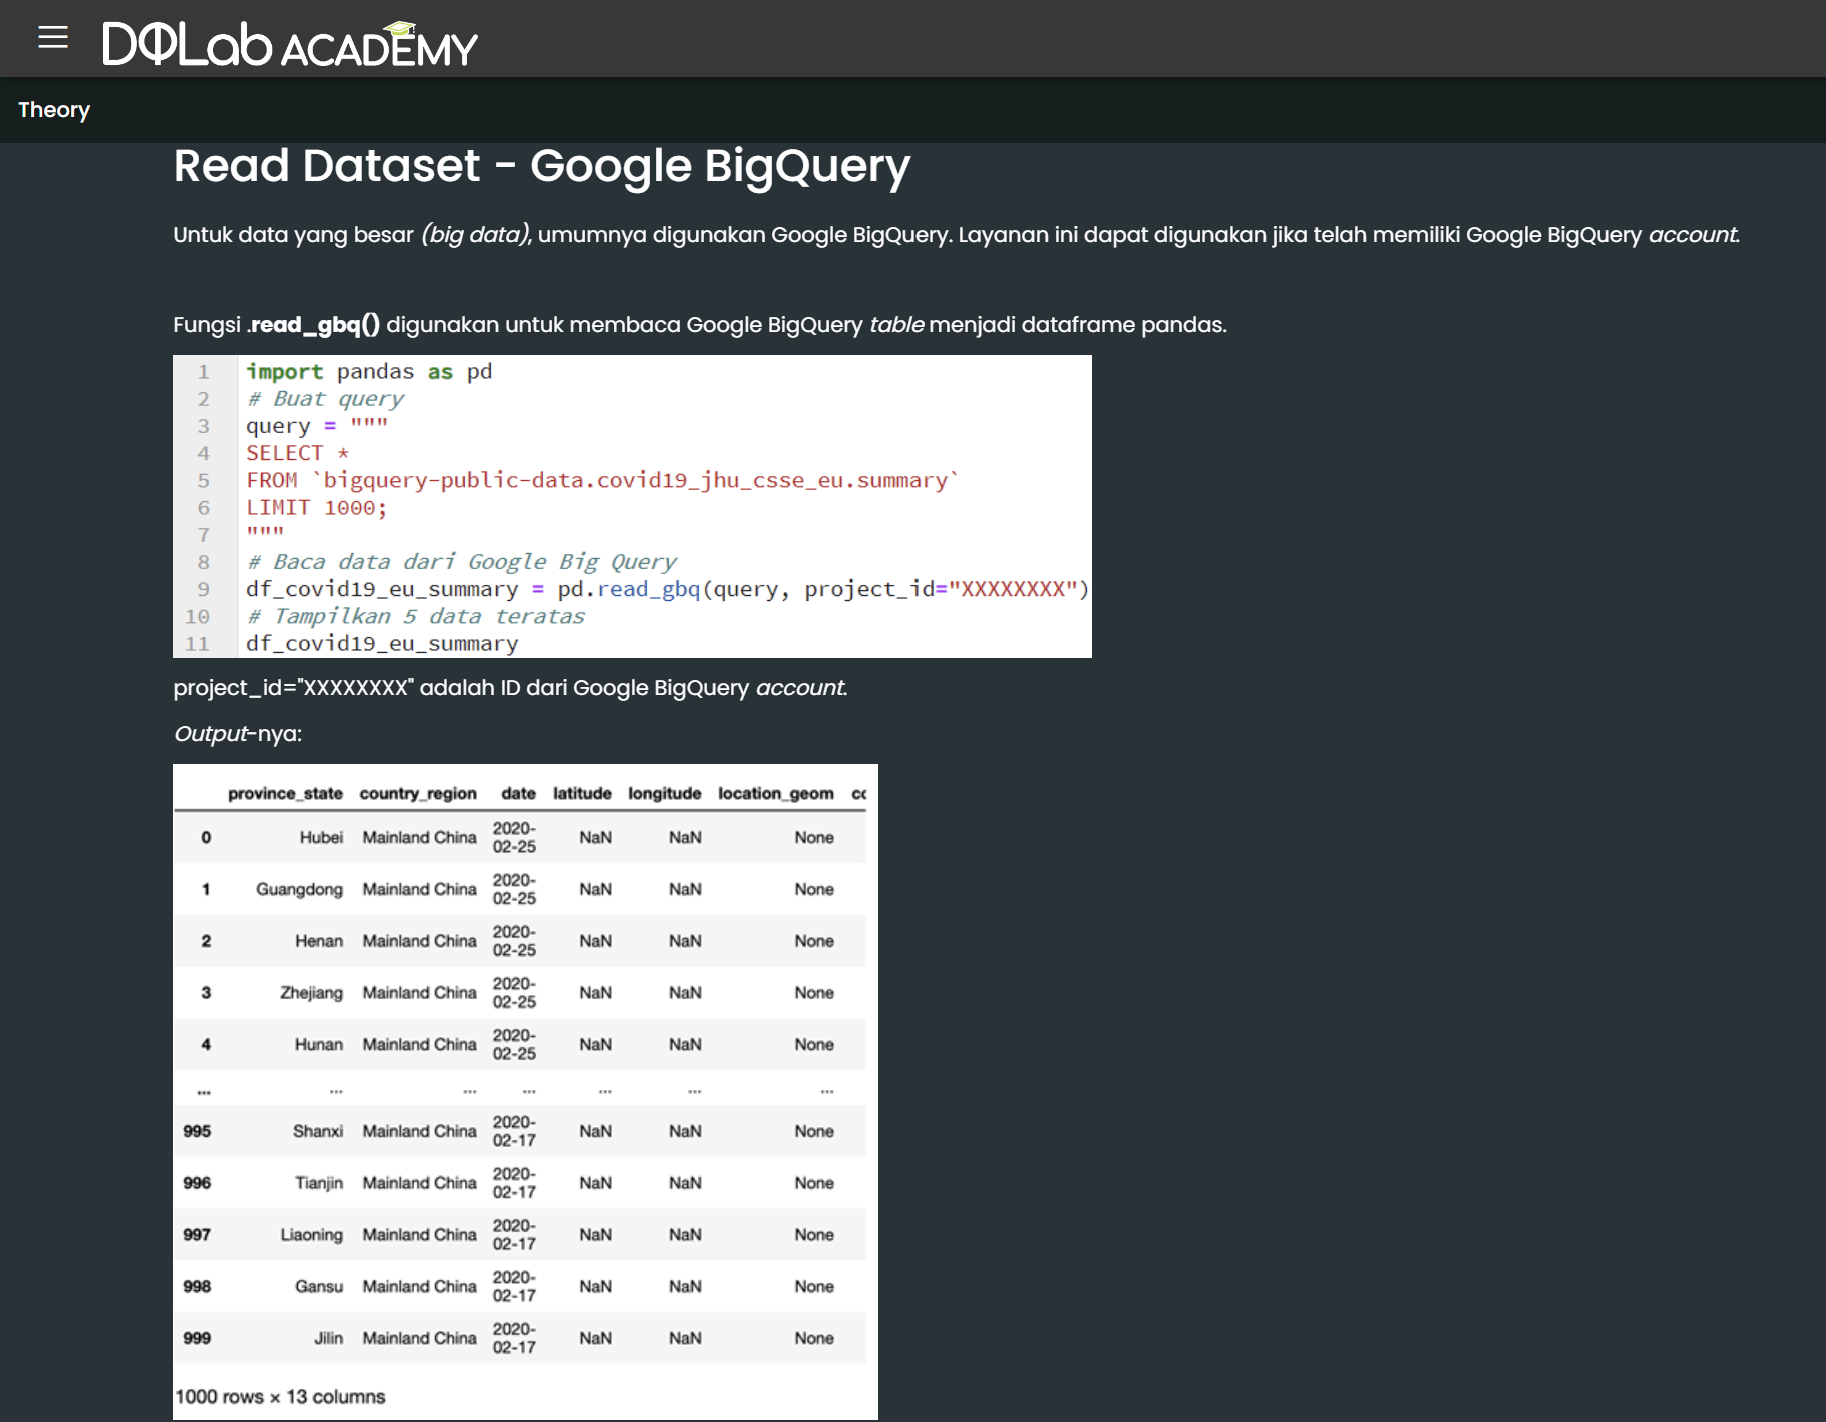 DQLab ACADEMY
Theory
Read Dataset - Google BigQuery
Untuk data yang besar (big data), umumnya digunakan Google BigQuery. Layanan ini dapat digunakan jika telah memiliki Google BigQuery account.
Fungsi .read_gbq() digunakan untuk membaca Google BigQuery table menjadi dataframe pandas.
1 import pandas as pd
2 # Buat query
3 query = """
4 SELECT *
5 FROM `bigquery-public-data.covid19_jhu_csse_eu.summary`
6 LIMIT 1000;
7 """
8 # Baca data dari Google Big Query
9 df_covid19_eu_summary = pd.read_gbq(query, project_id="XXXXXXXX")
10 # Tampilkan 5 data teratas
11 df_covid19_eu_summary
project_id="XXXXXXXX" adalah ID dari Google BigQuery account.
Output-nya:
province_state country_region date latitude longitude location_geom
0 Hubei Mainland China 2020-02-25 NaN NaN None
1 Guangdong Mainland China 2020-02-25 NaN NaN None
2 Henan Mainland China 2020-02-25 NaN NaN None
3 Zhejiang Mainland China 2020-02-25 NaN NaN None
4 Hunan Mainland China 2020-02-25 NaN NaN None
... ... ... ... ... ... ...
995 Shanxi Mainland China 2020-02-17 NaN NaN None
996 Tianjin Mainland China 2020-02-17 NaN NaN None
997 Liaoning Mainland China 2020-02-17 NaN NaN None
998 Gansu Mainland China 2020-02-17 NaN NaN None
999 Jilin Mainland China 2020-02-17 NaN NaN None
1000 rows × 13 columns